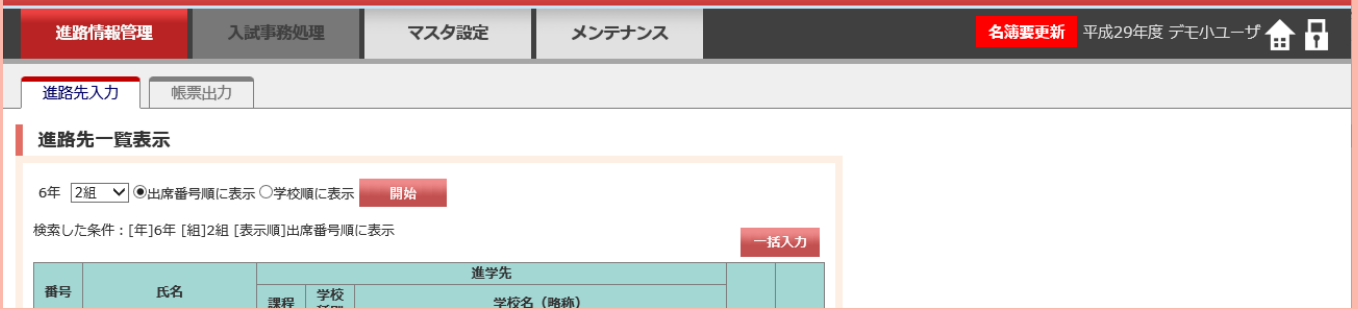 進路情報管理 入試事務処理 マスタ設定 メンテナンス 名簿要更新 平成29年度 デモ小ユーザ
進路先入力 帳票出力
進路先一覧表示
6年 2組 出席番号順に表示 学校順に表示 開始
検索した条件：[年]6年 [組]2組 [表示順]出席番号順に表示
一括入力
進学先
番号 氏名
課程 学校 学校名（略称）